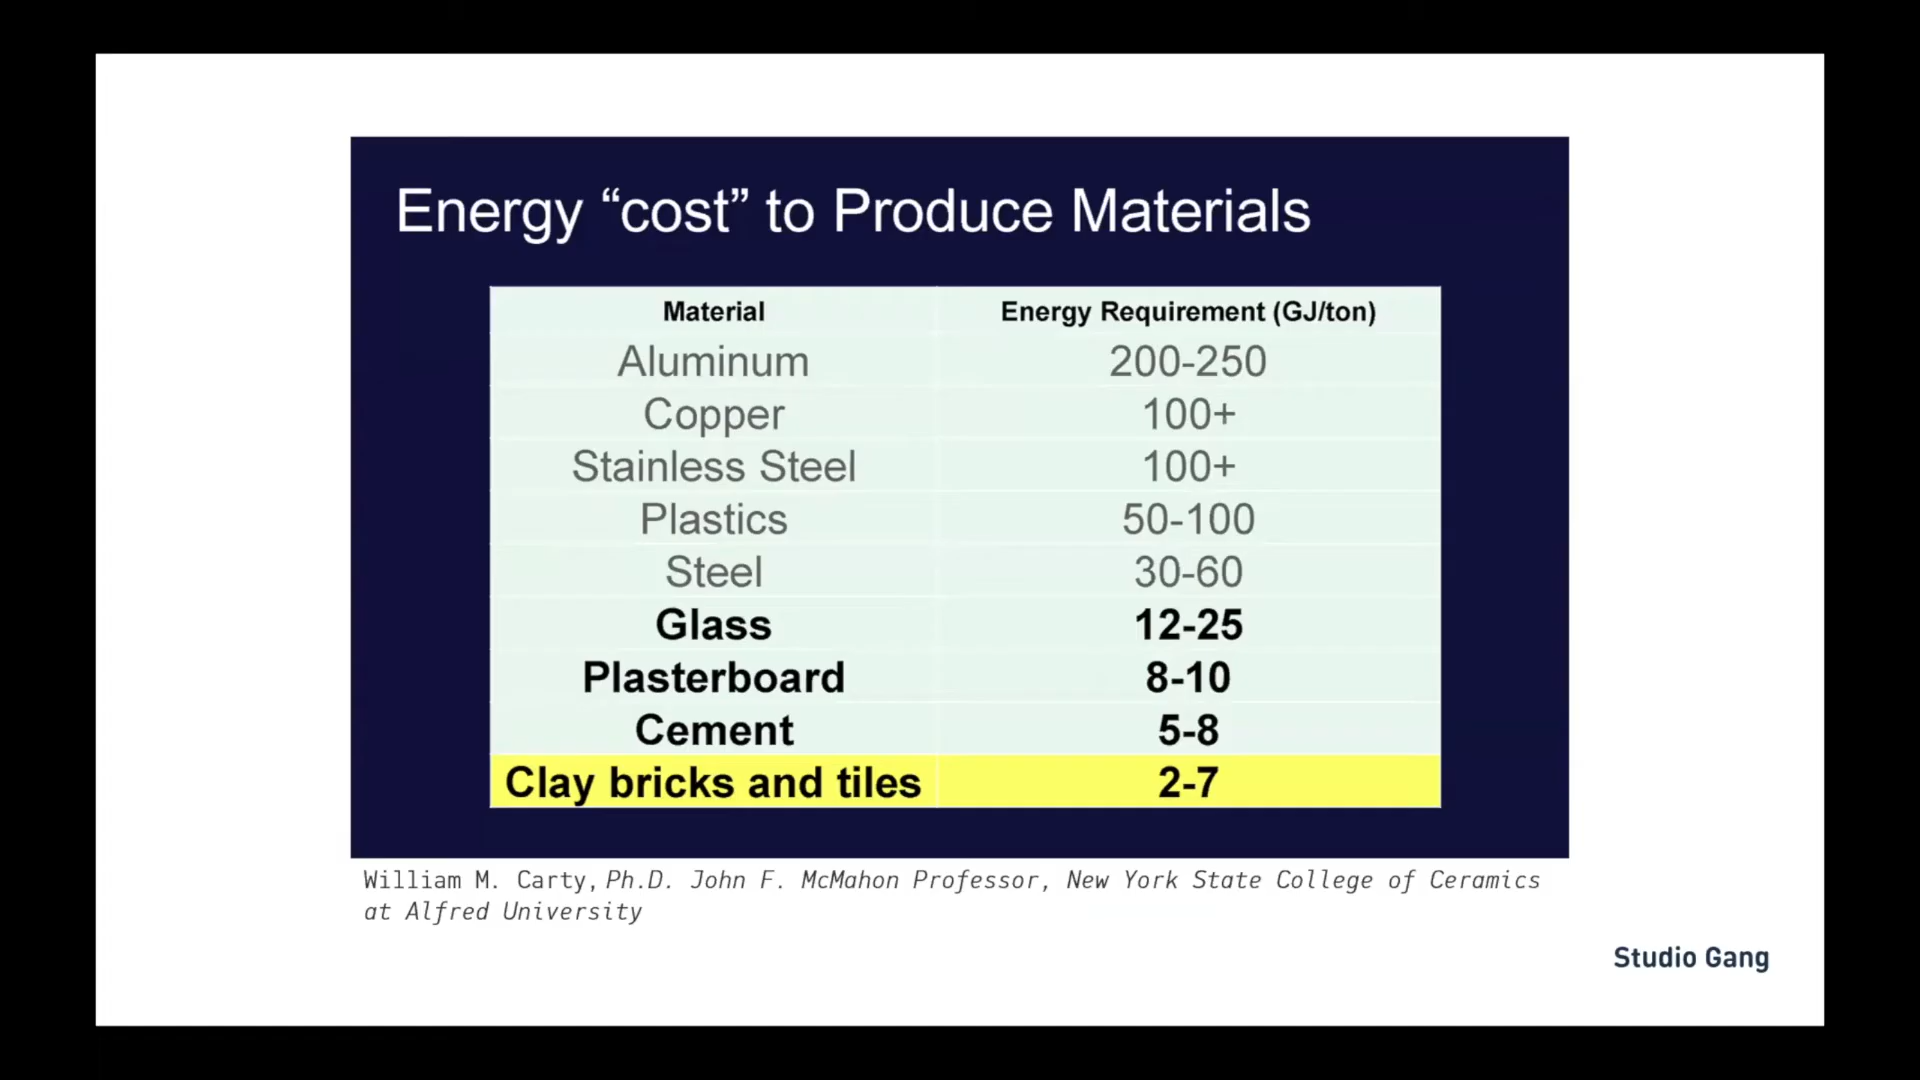 Energy “cost” to Produce Materials
Material Energy Requirement (GJ/ton)
Aluminum 200-250
Copper 100+
Stainless Steel 100+
Plastics 50-100
Steel 30-60
Glass 12-25
Plasterboard 8-10
Cement 5-8
Clay bricks and tiles 2-7
William M. Carty, Ph.D. John F. McMahon Professor, New York State College of Ceramics
at Alfred University
Studio Gang